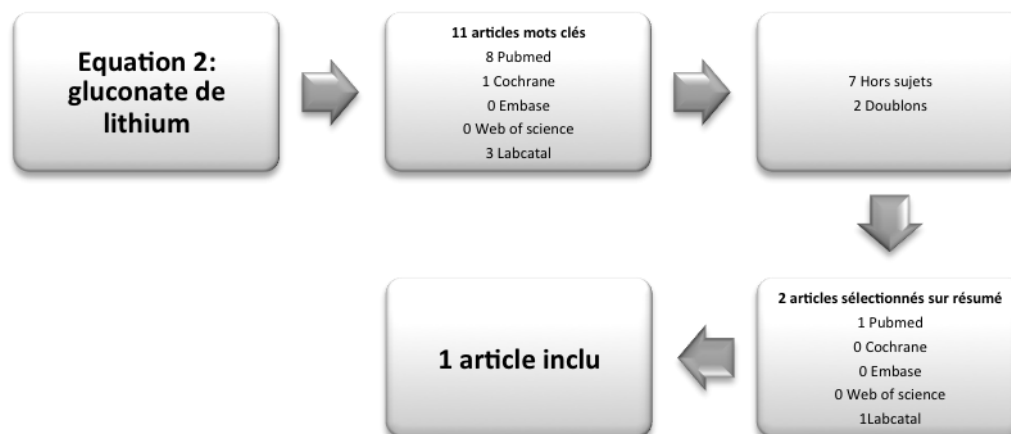 Equation 2:
gluconate de
lithium
11 articles mots clés
8 Pubmed
1 Cochrane
0 Embase
0 Web of science
3 Labcatal
7 Hors sujets
2 Doublons
2 articles sélectionnés sur résumé
1 Pubmed
0 Cochrane
0 Embase
0 Web of science
1Labcatal
1 article inclu